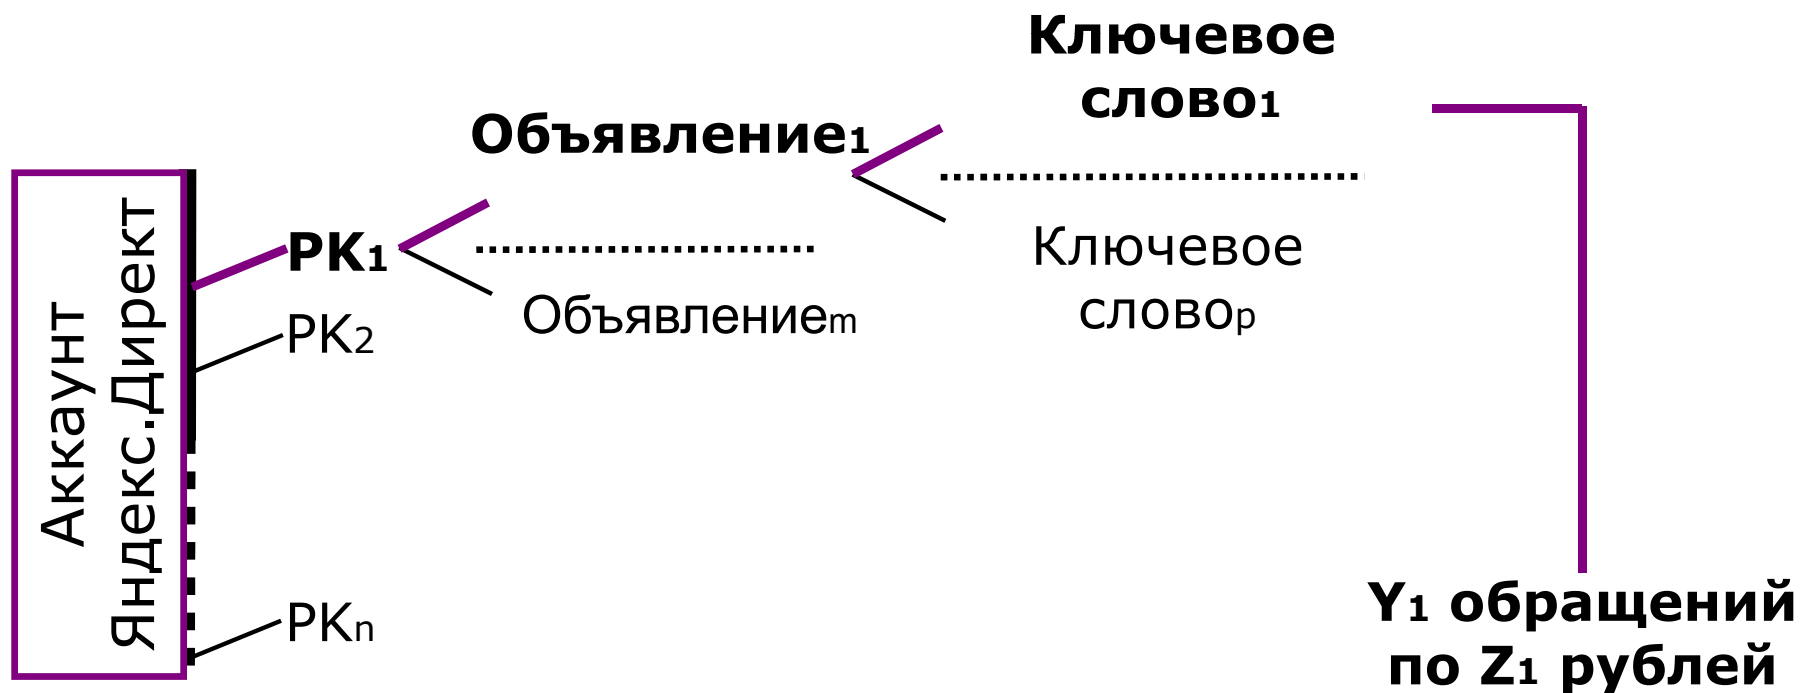 Аккаунт
Яндекс.Директ
РК1
РК2
РКn
Объявление1
Объявлениеm
Ключевое
слово1
Ключевое
словоp
Y1 обращений
по Z1 рублей